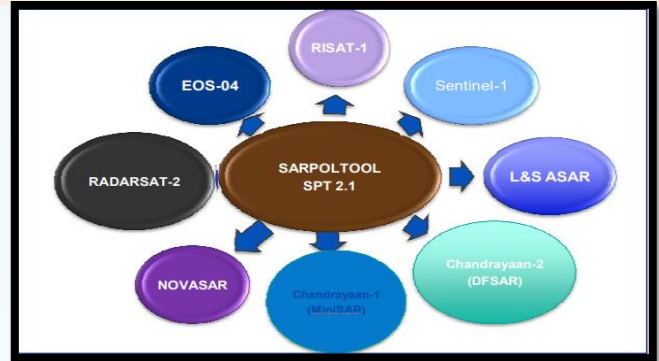 RISAT-1
EOS-04
Sentinel-1
RADARSAT-2
SARPOLTOOL
SPT 2.1
L&S ASAR
NOVASAR
Chandrayaan-1
(MiniSAR)
Chandrayaan-2
(DFSAR)